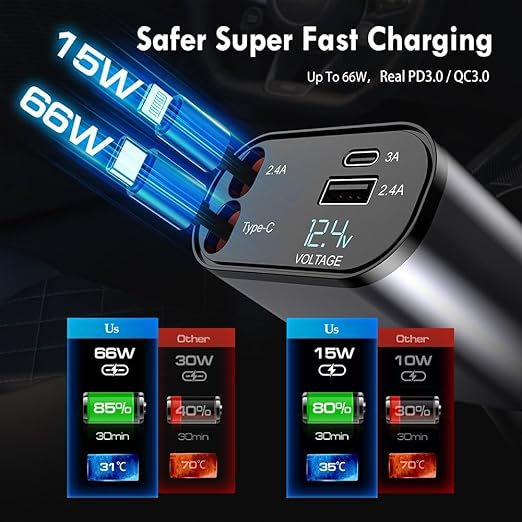 Safer Super Fast Charging
Up To 66W, Real PD3.0 / QC3.0
15W
66W
2.4A
3A
2.4A
Type-C
12.4v
VOLTAGE
Us
66W
85%
30min
31℃
Other
30W
40%
30min
70℃
Us
15W
80%
30min
35℃
Other
10W
30%
30min
70℃